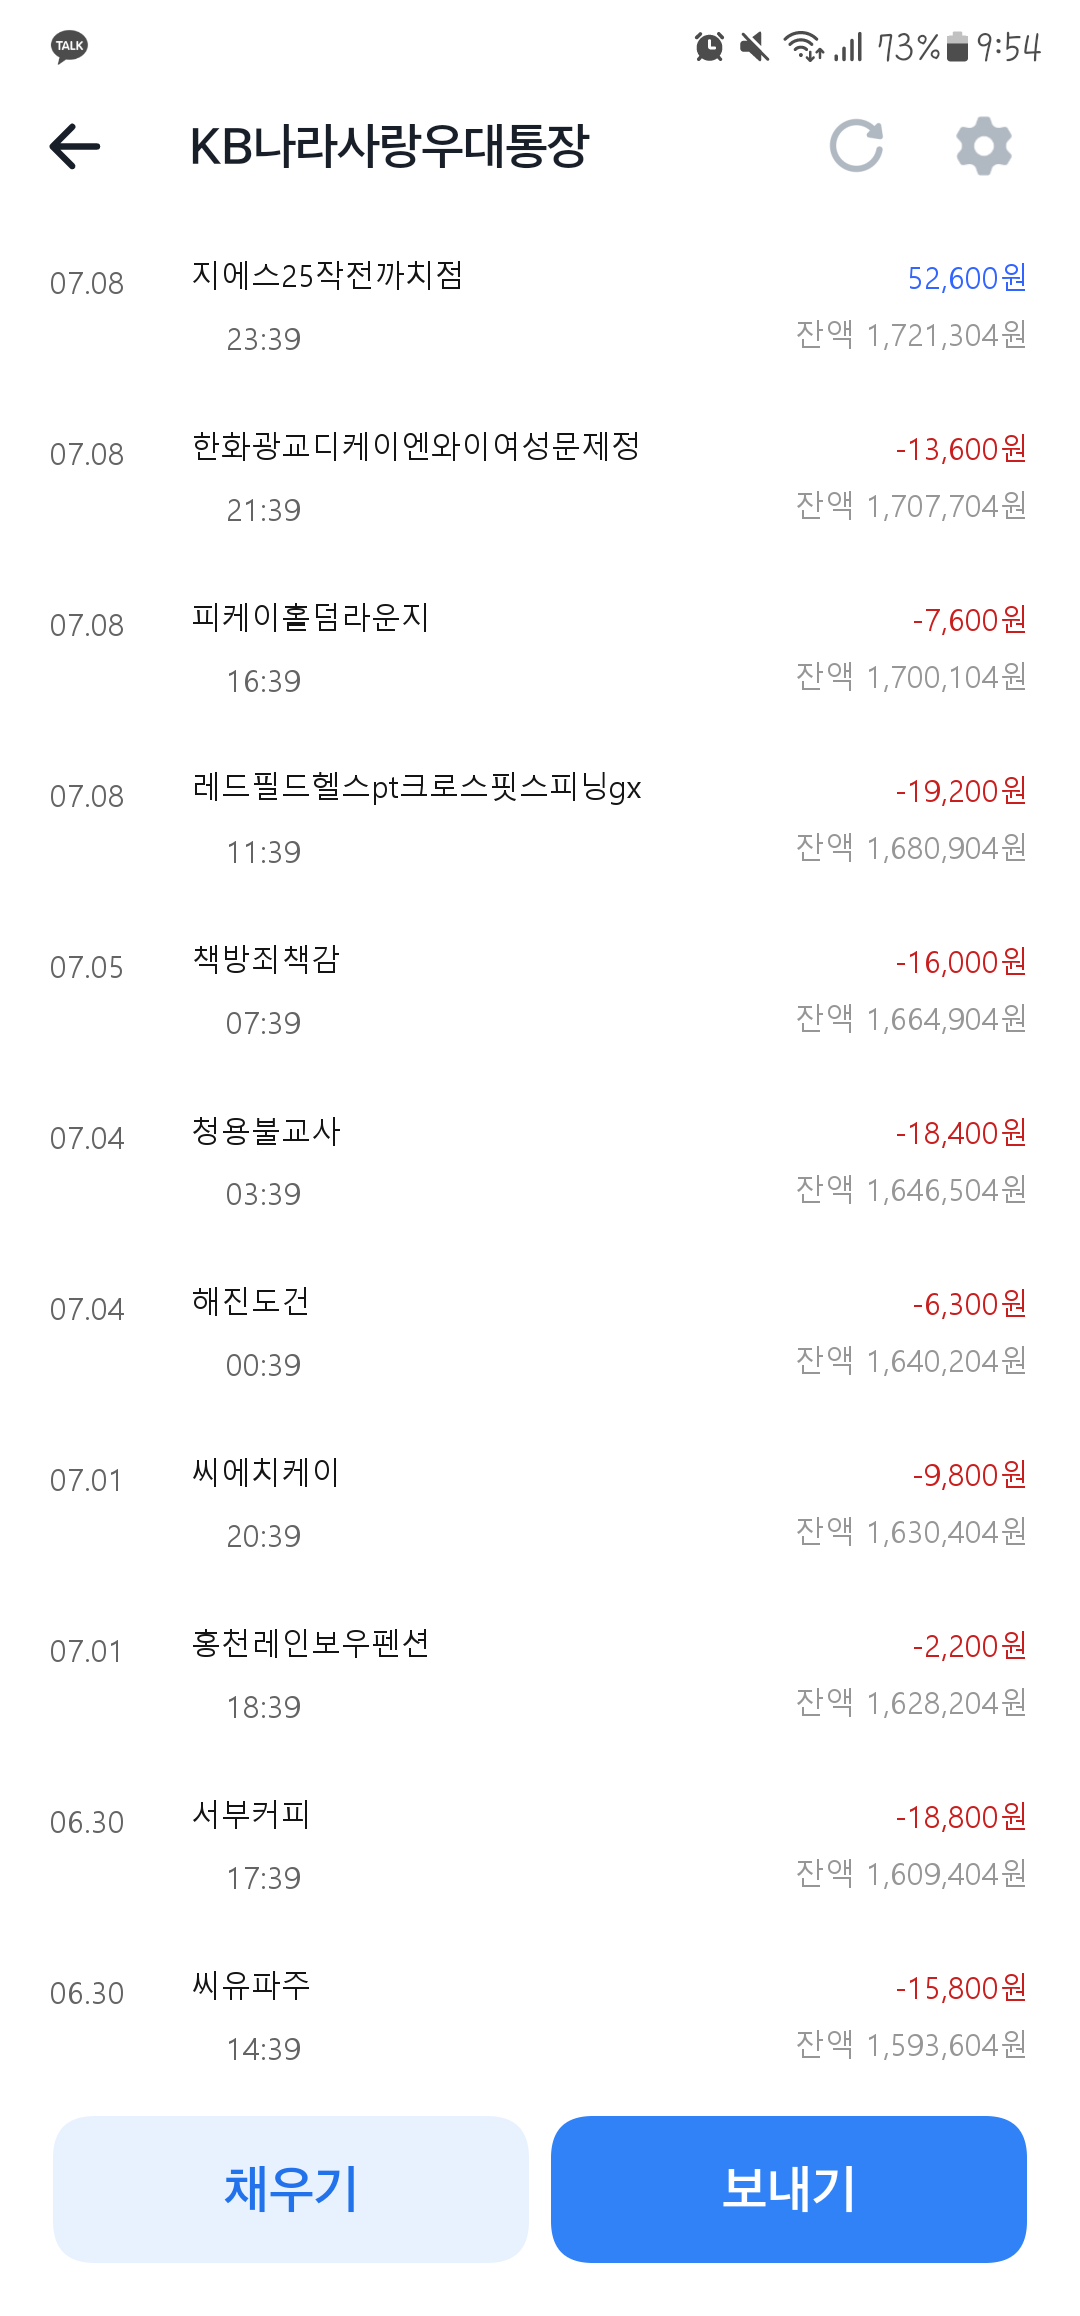 TALK 73% 9:54
KB나라사랑우대통장
07.08 지에스25작전까치점 52,600원
23:39 잔액 1,721,304원
07.08 한화광교디케이엔와이여성문제정 -13,600원
21:39 잔액 1,707,704원
07.08 피케이홀덤라운지 -7,600원
16:39 잔액 1,700,104원
07.08 레드필드헬스pt크로스핏스피닝gx -19,200원
11:39 잔액 1,680,904원
07.05 책방죄책감 -16,000원
07:39 잔액 1,664,904원
07.04 청용불교사 -18,400원
03:39 잔액 1,646,504원
07.04 해진도건 -6,300원
00:39 잔액 1,640,204원
07.01 씨에치케이 -9,800원
20:39 잔액 1,630,404원
07.01 홍천레인보우펜션 -2,200원
18:39 잔액 1,628,204원
06.30 서부커피 -18,800원
17:39 잔액 1,609,404원
06.30 씨유파주 -15,800원
14:39 잔액 1,593,604원
채우기 보내기